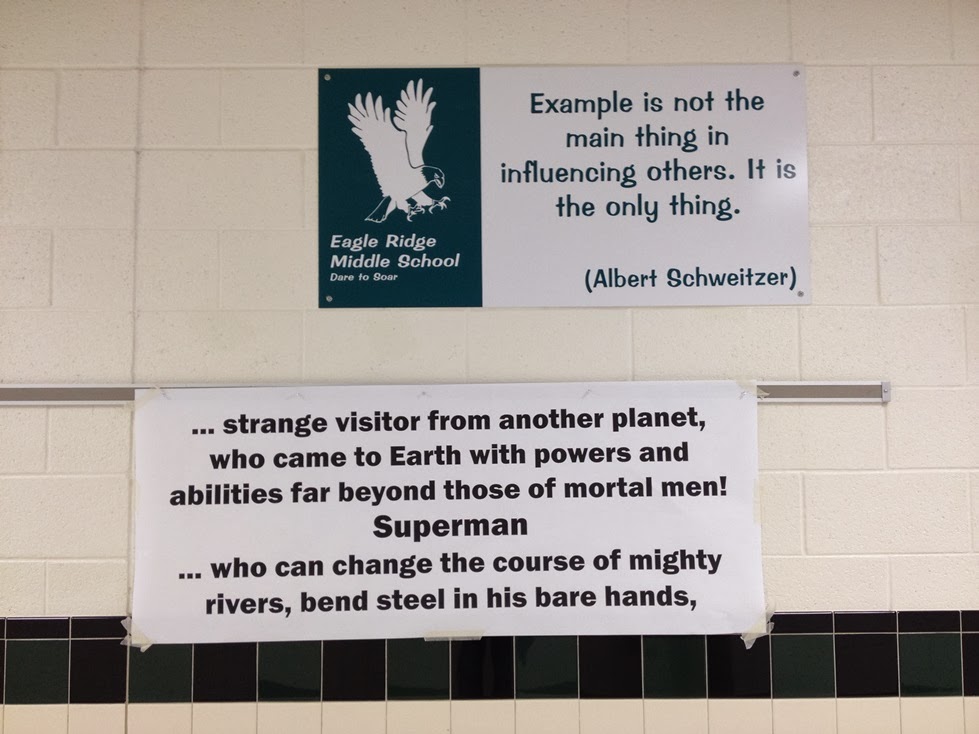 Eagle Ridge
Middle School
Dare to Soar
Example is not the
main thing in
influencing others. It is
the only thing.
(Albert Schweitzer)
... strange visitor from another planet,
who came to Earth with powers and
abilities far beyond those of mortal men!
Superman
... who can change the course of mighty
rivers, bend steel in his bare hands,